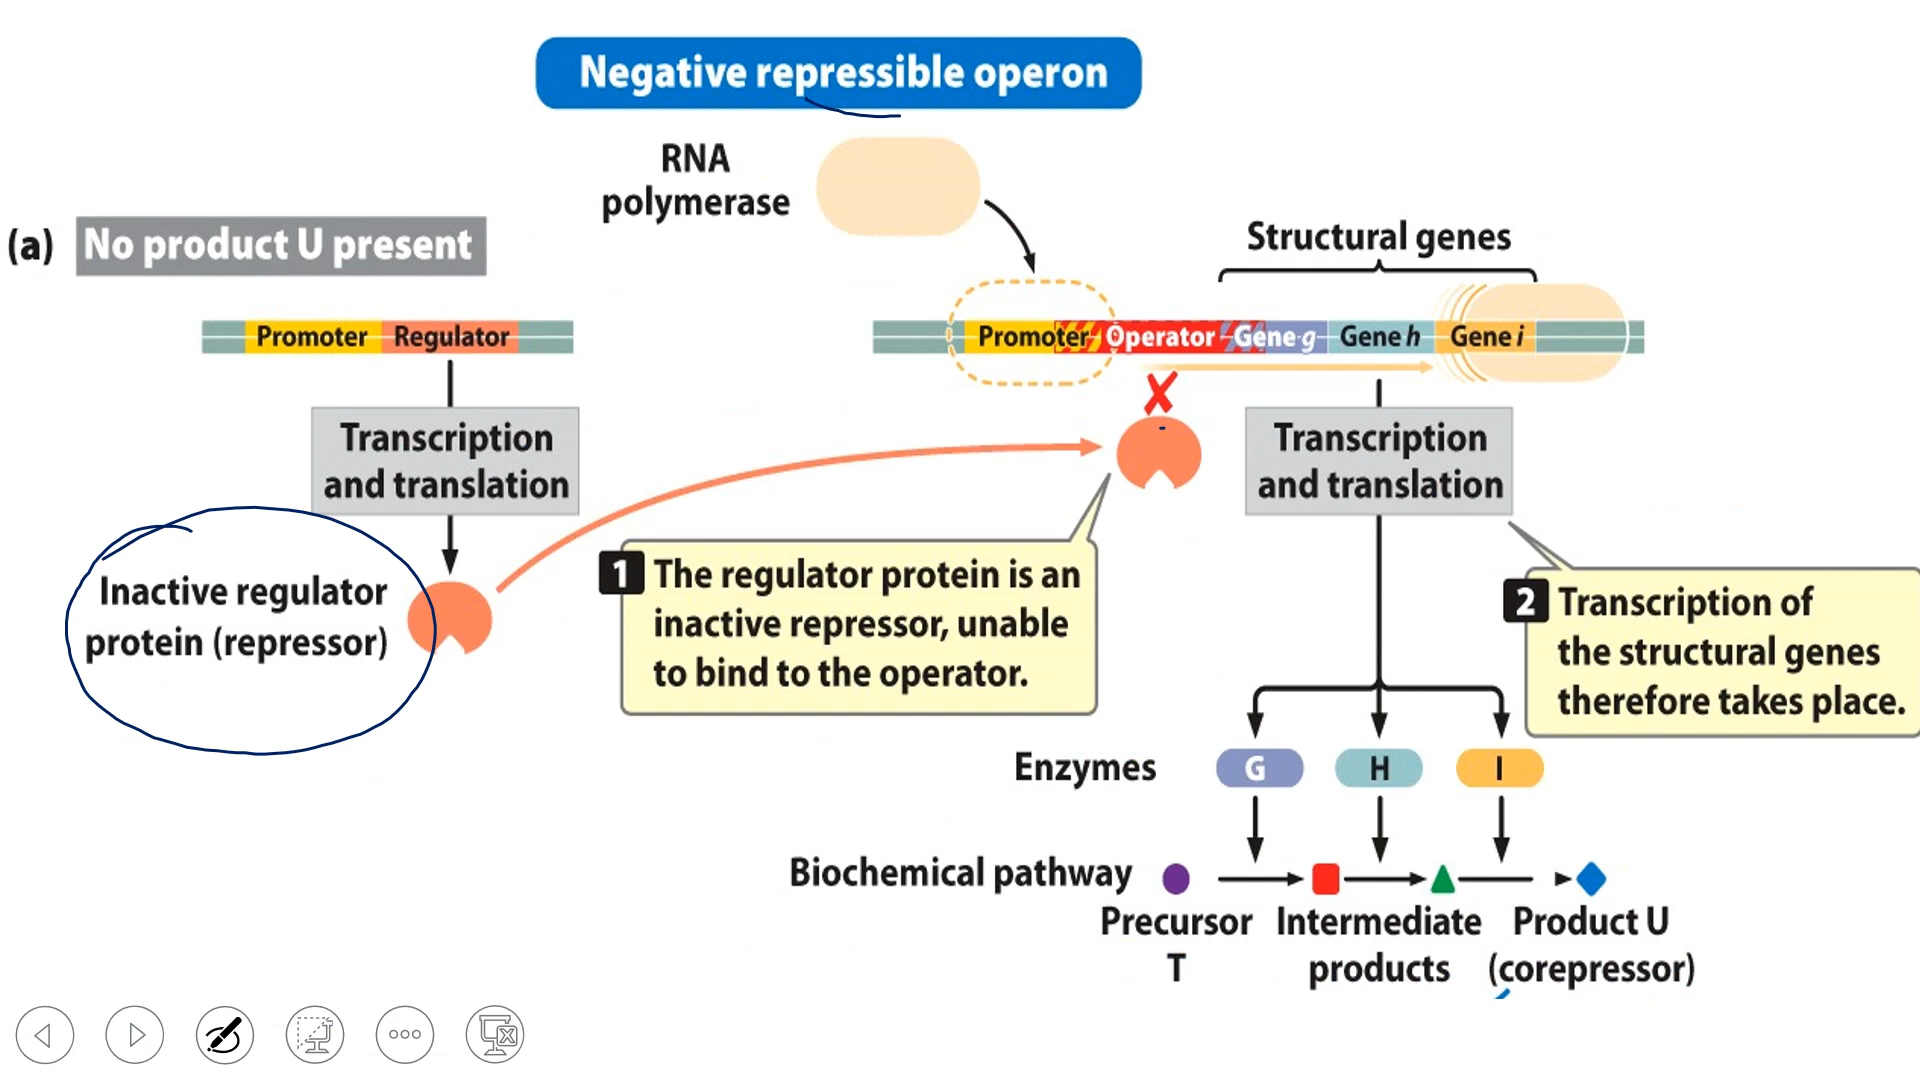 Negative repressible operon
RNA
polymerase
(a) No product U present
Structural genes
Promoter Regulator
Promoter Operator Gene g Gene h Gene i
Transcription
and translation
Transcription
and translation
Inactive regulator
protein (repressor)
1 The regulator protein is an
inactive repressor, unable
to bind to the operator.
2 Transcription of
the structural genes
therefore takes place.
Enzymes G H I
Biochemical pathway
Precursor
T
Intermediate
products
Product U
(corepressor)